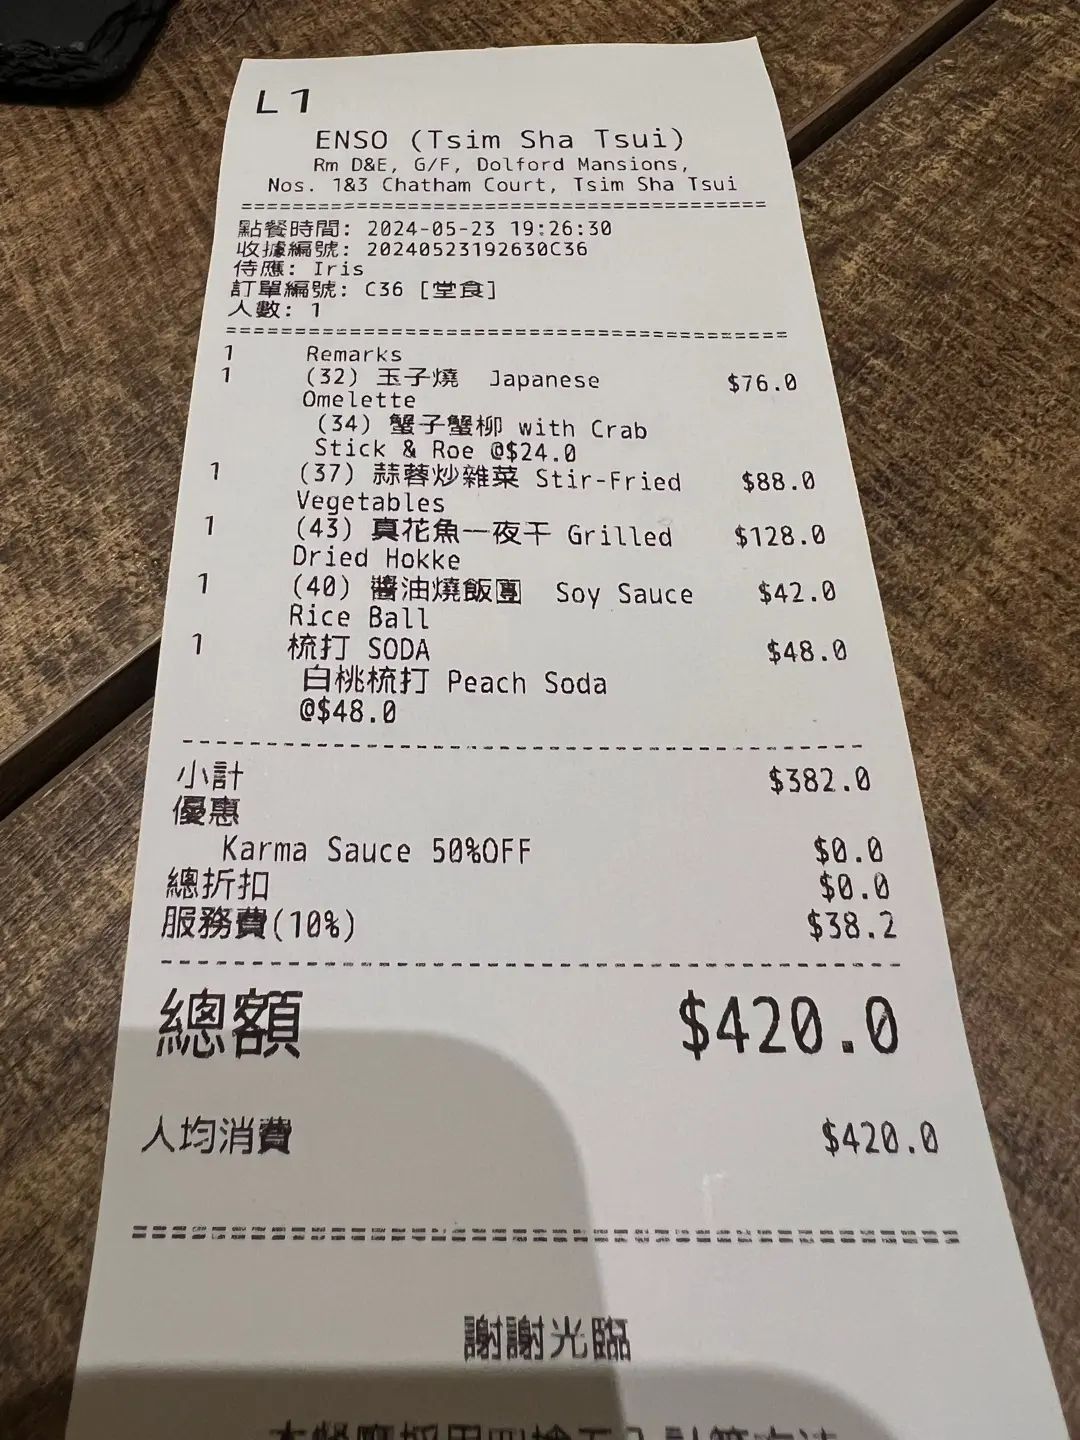 L1
ENSO (Tsim Sha Tsui)
Rm D&E, G/F, Dolford Mansions,
Nos. 1&3 Chatham Court, Tsim Sha Tsui
點餐時間: 2024-05-23 19:26:30
收據編號: 20240523192630C36
侍應: Iris
訂單編號: C36 [堂食]
人數: 1
1 Remarks
1 (32) 玉子燒 Japanese $76.0
Omelette
(34) 蟹子蟹柳 with Crab
Stick & Roe @$24.0
1 (37) 蒜蓉炒雜菜 Stir-Fried $88.0
Vegetables
1 (43) 真花魚一夜干 Grilled $128.0
Dried Hokke
1 (40) 醬油燒飯團 Soy Sauce $42.0
Rice Ball
1 梳打 SODA $48.0
白桃梳打 Peach Soda
@$48.0
小計 $382.0
優惠
Karma Sauce 50%OFF $0.0
總折扣 $0.0
服務費(10%) $38.2
總額 $420.0
人均消費 $420.0
謝謝光臨